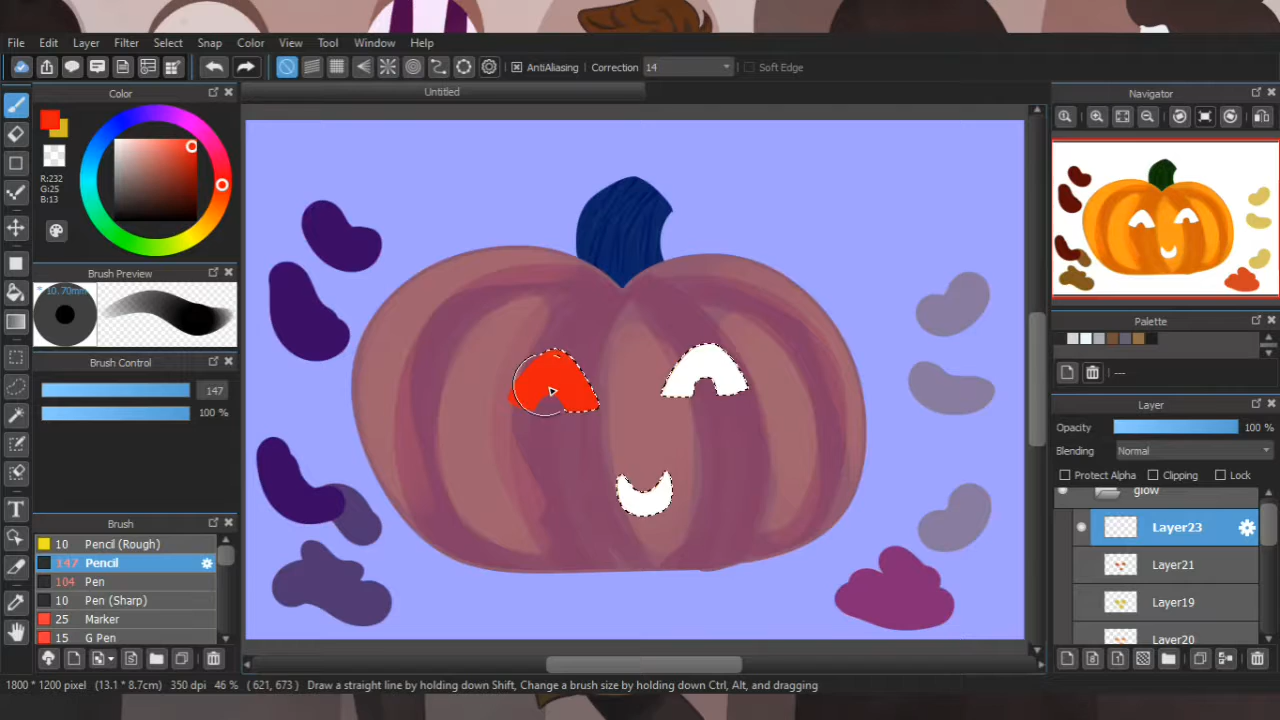 File Edit Layer Filter Select Snap Color View Tool Window Help
AntiAliasing Correction 14 Soft Edge
Color
Untitled
Navigator
R:232
G:25
B:13
Brush Preview
10.70mm
Brush Control
147
100 %
Brush
10 Pencil (Rough)
147 Pencil
104 Pen
10 Pen (Sharp)
25 Marker
15 G Pen
Palette
---
Layer
Opacity 100 %
Blending Normal
Protect Alpha Clipping Lock
glow
Layer23
Layer21
Layer19
Layer20
1800 * 1200 pixel (13.1 * 8.7cm) 350 dpi 46 % ( 621, 673 ) Draw a straight line by holding down Shift, Change a brush size by holding down Ctrl, Alt, and dragging